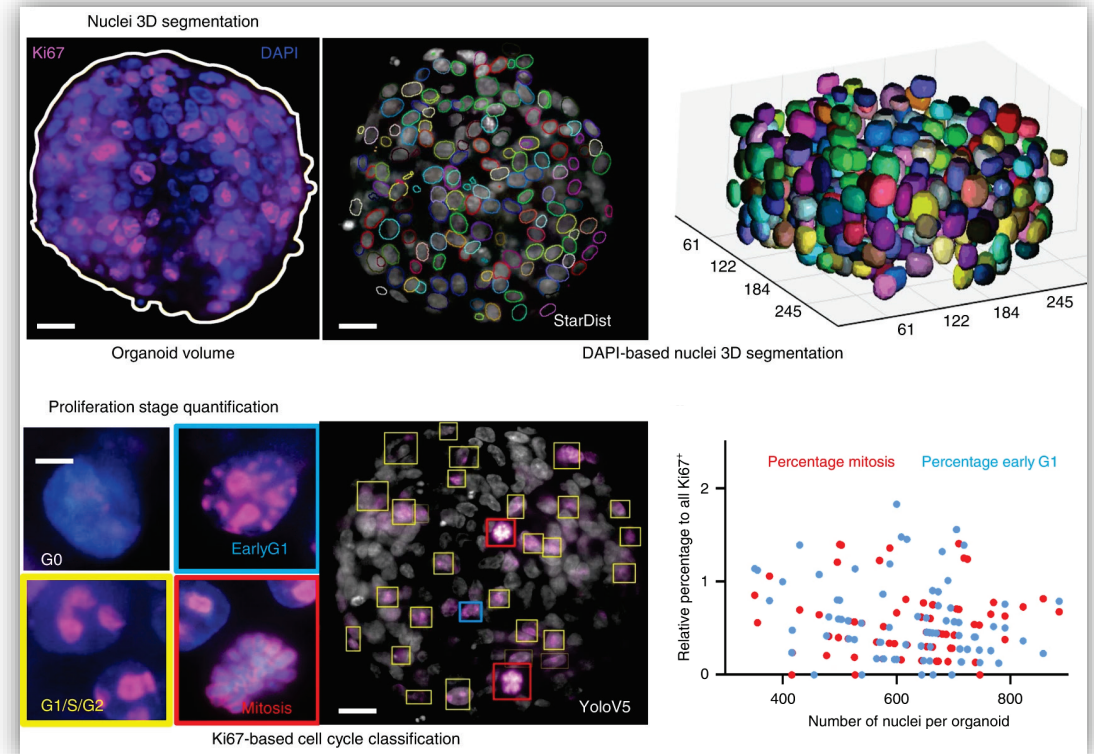 Nuclei 3D segmentation
Ki67
DAPI
StarDist
61
122
184
245
61
122
184
245
Organoid volume
DAPI-based nuclei 3D segmentation
Proliferation stage quantification
G0
EarlyG1
G1/S/G2
Mitosis
YoloV5
Ki67-based cell cycle classification
Percentage mitosis
Percentage early G1
Relative percentage to all Ki67⁺
2
1
0
400
600
800
Number of nuclei per organoid